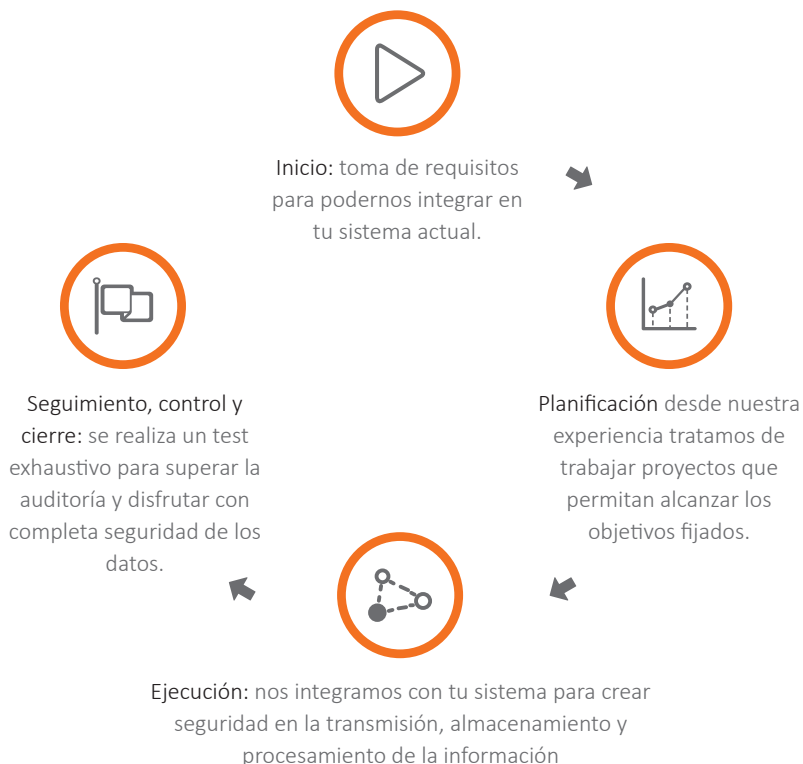 Inicio: toma de requisitos
para podernos integrar en
tu sistema actual.
Planificación desde nuestra
experiencia tratamos de
trabajar proyectos que
permitan alcanzar los
objetivos fijados.
Ejecución: nos integramos con tu sistema para crear
seguridad en la transmisión, almacenamiento y
procesamiento de la información
Seguimiento, control y
cierre: se realiza un test
exhaustivo para superar la
auditoría y disfrutar con
completa seguridad de los
datos.